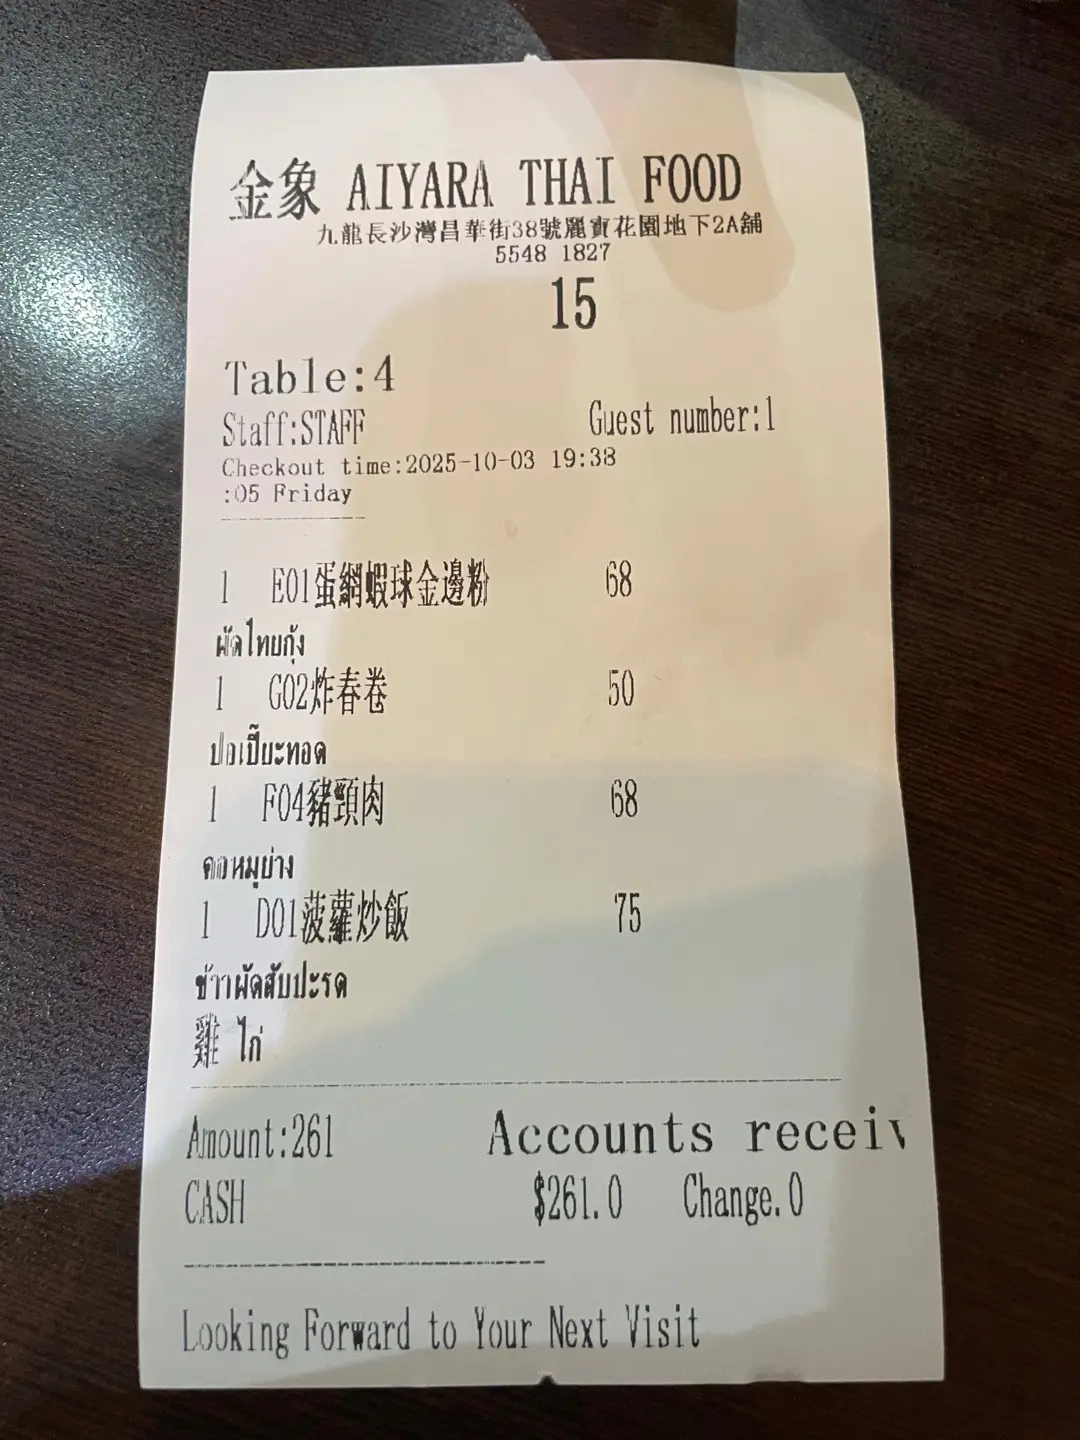 金象 AIYARA THAI FOOD
九龍長沙灣昌華街38號麗寶花園地下2A舖
5548 1827
15
Table:4
Staff:STAFF Guest number:1
Checkout time:2025-10-03 19:38
:05 Friday
1 E01蛋網蝦球金邊粉 68
ผัดไทยกุ้ง
1 G02炸春卷 50
ปอเปี๊ยะทอด
1 F04豬頸肉 68
คอหมูย่าง
1 D01菠蘿炒飯 75
ข้าวผัดสับปะรด
雞 ไก่
Amount:261 Accounts receiv
CASH $261.0 Change.0
Looking Forward to Your Next Visit